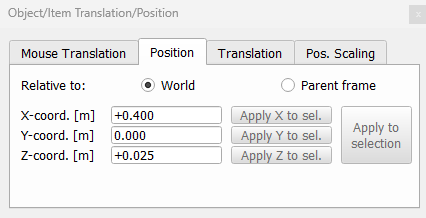 Object/Item Translation/Position
x
Mouse Translation Position Translation Pos. Scaling
Relative to: World Parent frame
X-coord. [m] +0.400 Apply X to sel.
Y-coord. [m] 0.000 Apply Y to sel.
Z-coord. [m] +0.025 Apply Z to sel.
Apply to
selection